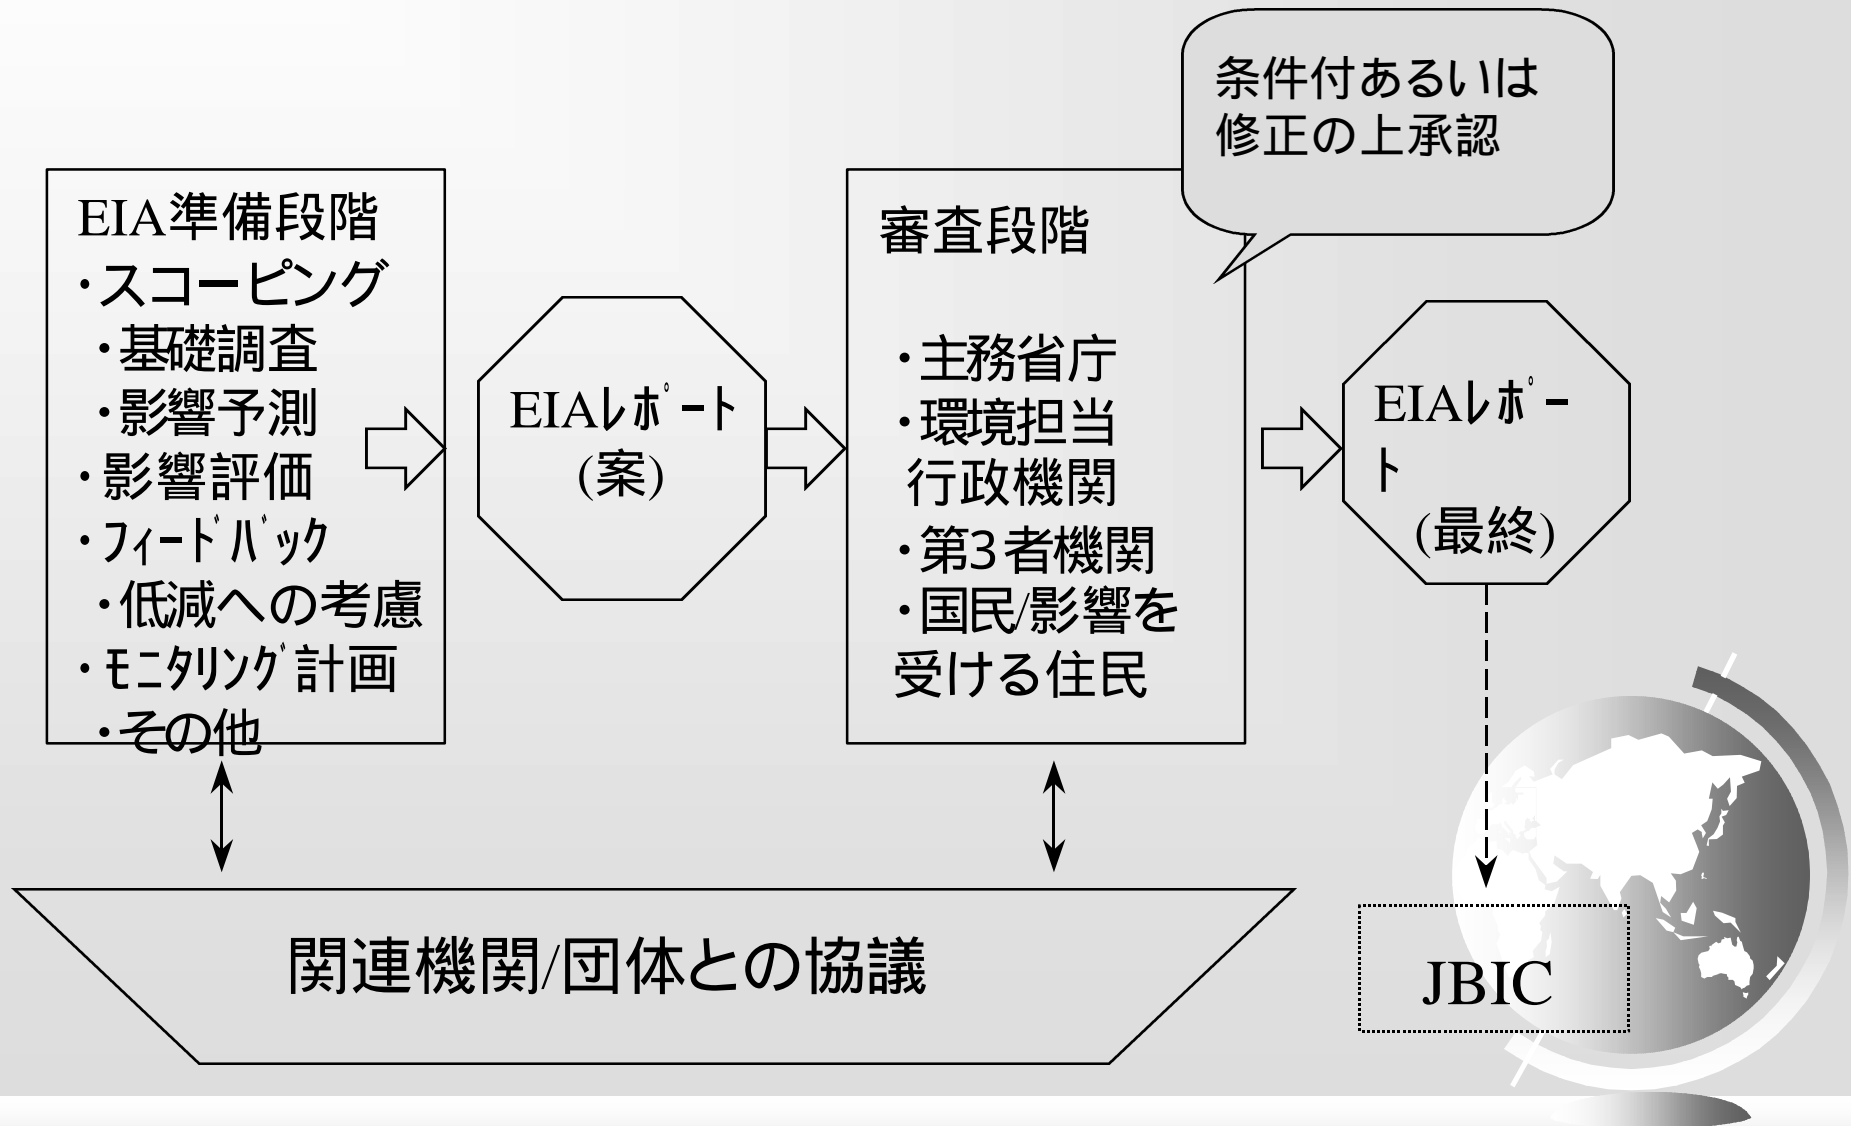 条件付あるいは
修正の上承認
EIA準備段階
・スコーピング
・基礎調査
・影響予測
・影響評価
・フィードバック
・低減への考慮
・モニタリング計画
・その他
EIAレポート
(案)
審査段階
・主務省庁
・環境担当
行政機関
・第3者機関
・国民/影響を
受ける住民
EIAレポー
ト
(最終)
関連機関/団体との協議
JBIC